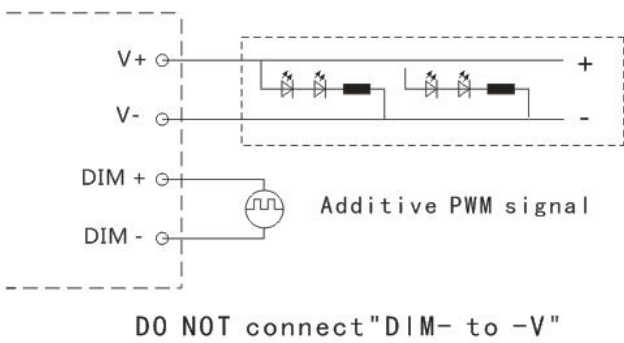 V+
+
V-
-
DIM +
Additive PWM signal
DIM -
DO NOT connect"DIM- to -V"